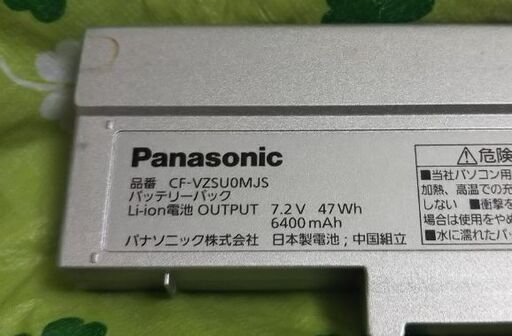 Panasonic
品番 CF-VZSU0MJS
バッテリーパック
Li-ion電池 OUTPUT 7.2 V 47 Wh
6400 mAh
パナソニック株式会社 日本製電池 ; 中国組立
⚠危険
■当社パソコン用
加熱、高温での充
しない ■衝撃を
場合は使用をやめ
■水に濡れたバッ